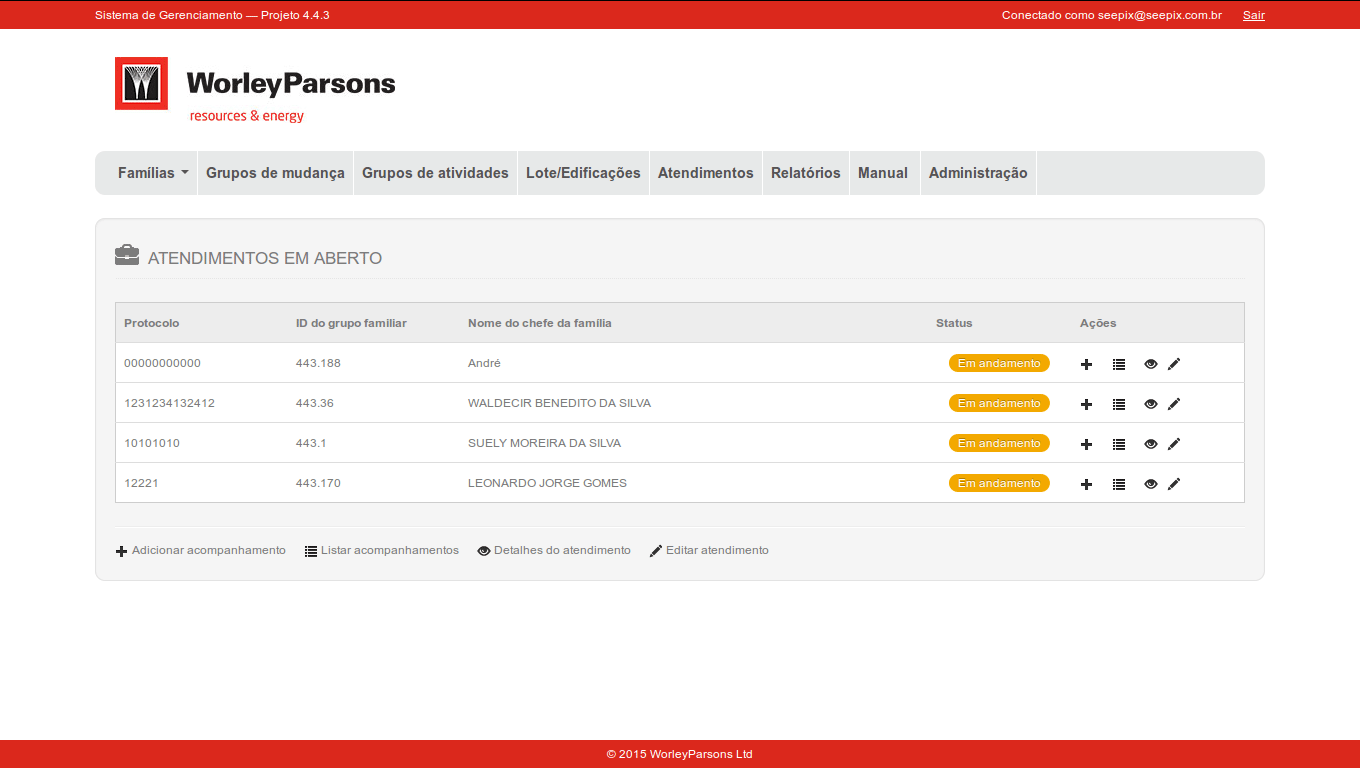 Sistema de Gerenciamento — Projeto 4.4.3 Conectado como seepix@seepix.com.br Sair
WorleyParsons
resources & energy
Famílias Grupos de mudança Grupos de atividades Lote/Edificações Atendimentos Relatórios Manual Administração
ATENDIMENTOS EM ABERTO
Protocolo ID do grupo familiar Nome do chefe da família Status Ações
00000000000 443.188 André Em andamento
1231234132412 443.36 WALDECIR BENEDITO DA SILVA Em andamento
10101010 443.1 SUELY MOREIRA DA SILVA Em andamento
12221 443.170 LEONARDO JORGE GOMES Em andamento
Adicionar acompanhamento Listar acompanhamentos Detalhes do atendimento Editar atendimento
© 2015 WorleyParsons Ltd